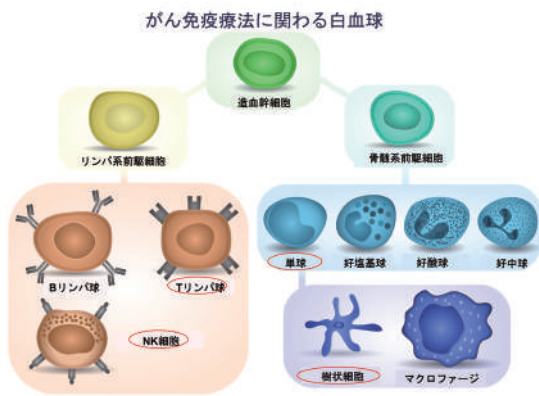 がん免疫療法に関わる白血球
造血幹細胞
リンパ系前駆細胞
骨髄系前駆細胞
Bリンパ球
Tリンパ球
NK細胞
単球
好塩基球
好酸球
好中球
樹状細胞
マクロファージ